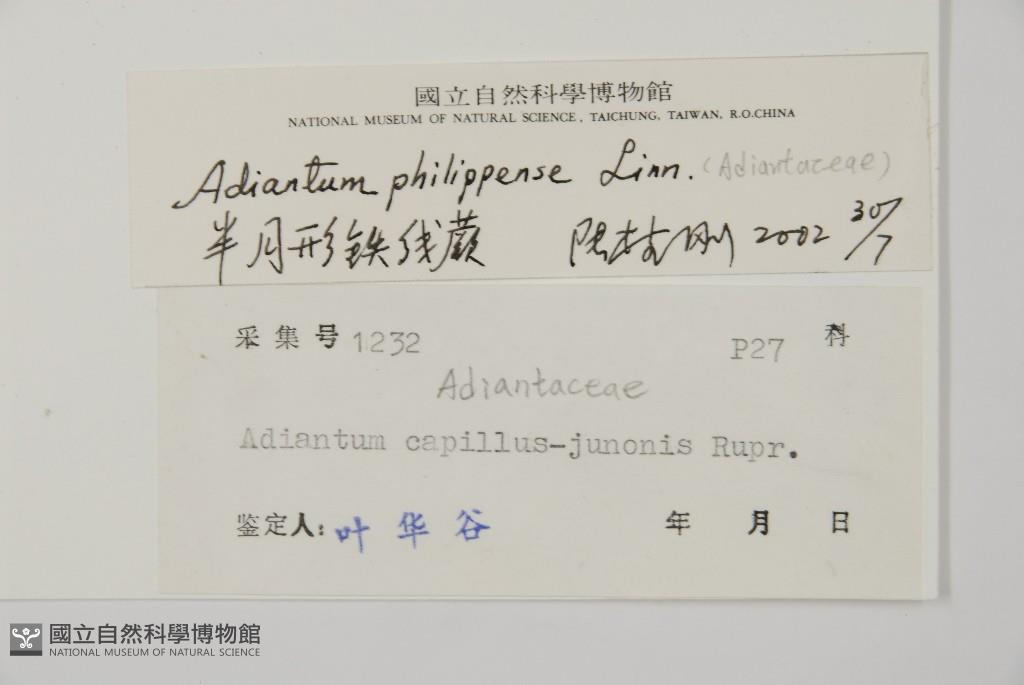 國立自然科學博物館
NATIONAL MUSEUM OF NATURAL SCIENCE, TAICHUNG, TAIWAN, R.O.CHINA
Adiantum philippense Linn. (Adiantaceae)
半月形铁线蕨 陈树刚 2002 30/7
采集号 1232 P27 科
Adiantaceae
Adiantum capillus-junonis Rupr.
鉴定人: 叶华谷 年 月 日
國立自然科學博物館
NATIONAL MUSEUM OF NATURAL SCIENCE